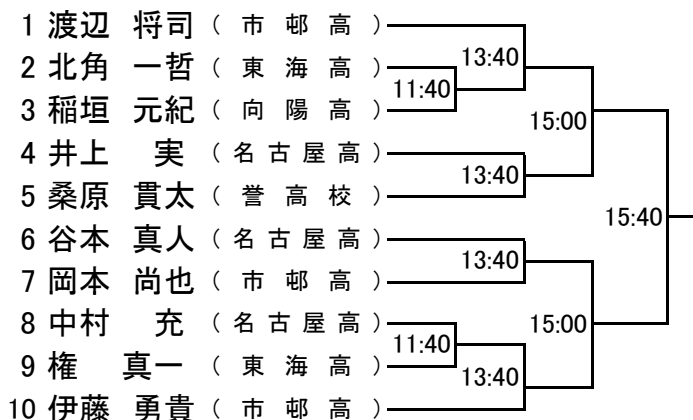 1 渡辺 将司 ( 市 邨 高 )
13:40
2 北角 一哲 ( 東 海 高 )
11:40
3 稲垣 元紀 ( 向 陽 高 )
15:00
4 井上 実 ( 名 古 屋 高 )
13:40
5 桑原 貫太 ( 誉 高 校 )
15:40
6 谷本 真人 ( 名 古 屋 高 )
13:40
7 岡本 尚也 ( 市 邨 高 )
8 中村 充 ( 名 古 屋 高 )
15:00
11:40
9 権 真一 ( 東 海 高 )
13:40
10 伊藤 勇貴 ( 市 邨 高 )